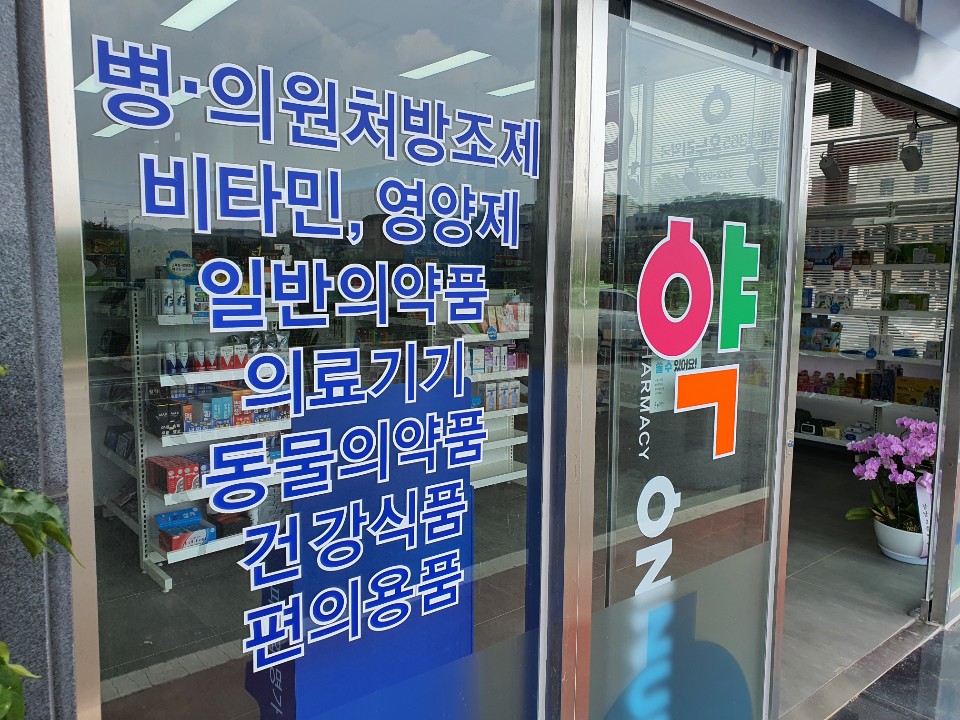 병·의원처방조제
비타민, 영양제
일반의약품
의료기기
동물의약품
건강식품
편의용품
약
PHARMACY
ON